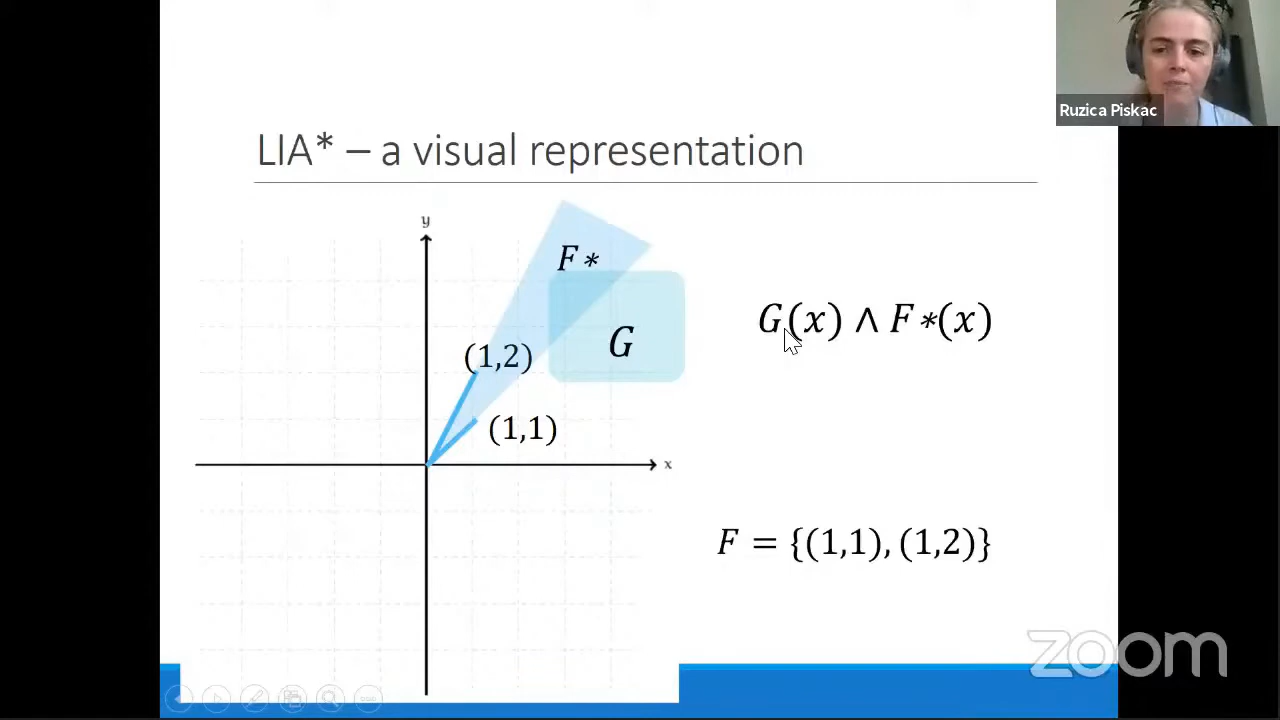 Ruzica Piskac
LIA* – a visual representation
y
F∗
G(x) ∧ F∗(x)
G
(1,2)
(1,1)
x
F = {(1,1), (1,2)}
zoom